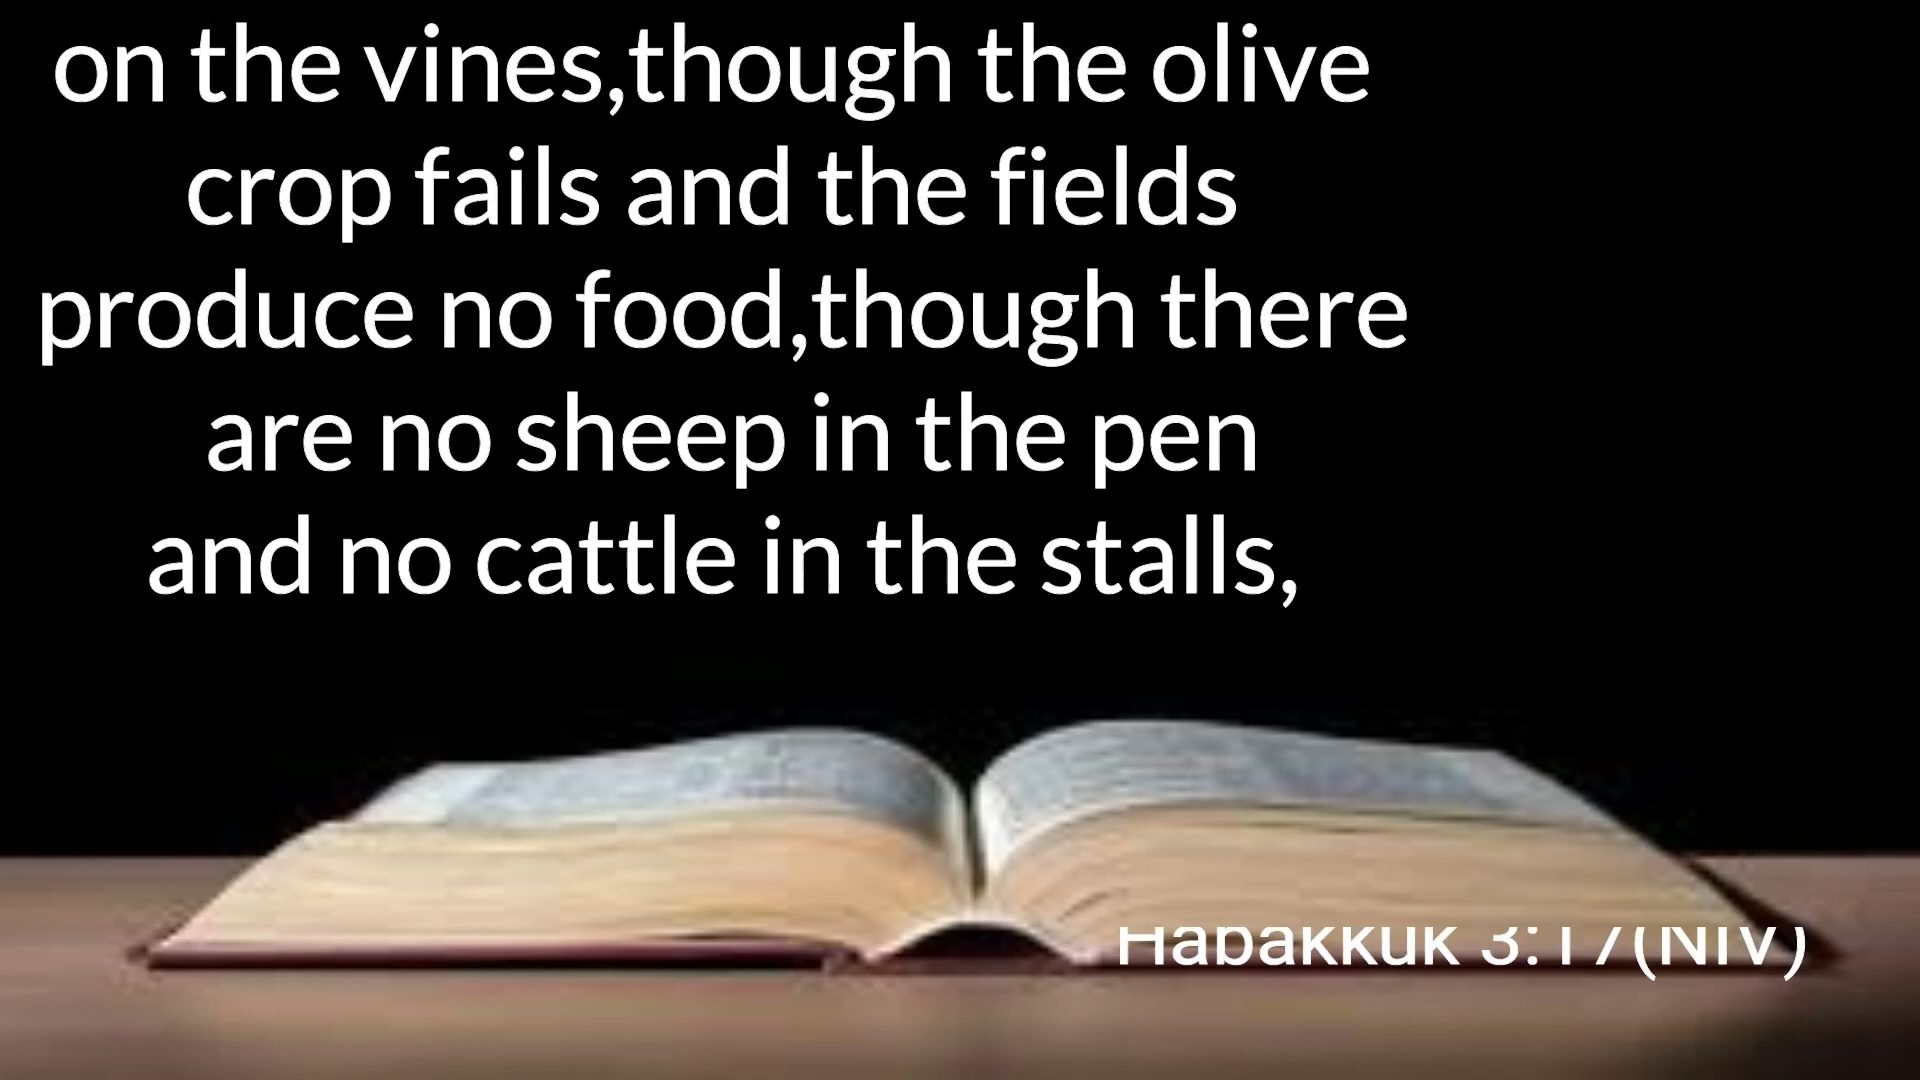 on the vines,though the olive
crop fails and the fields
produce no food,though there
are no sheep in the pen
and no cattle in the stalls,
Habakkuk 3:17(NIV)